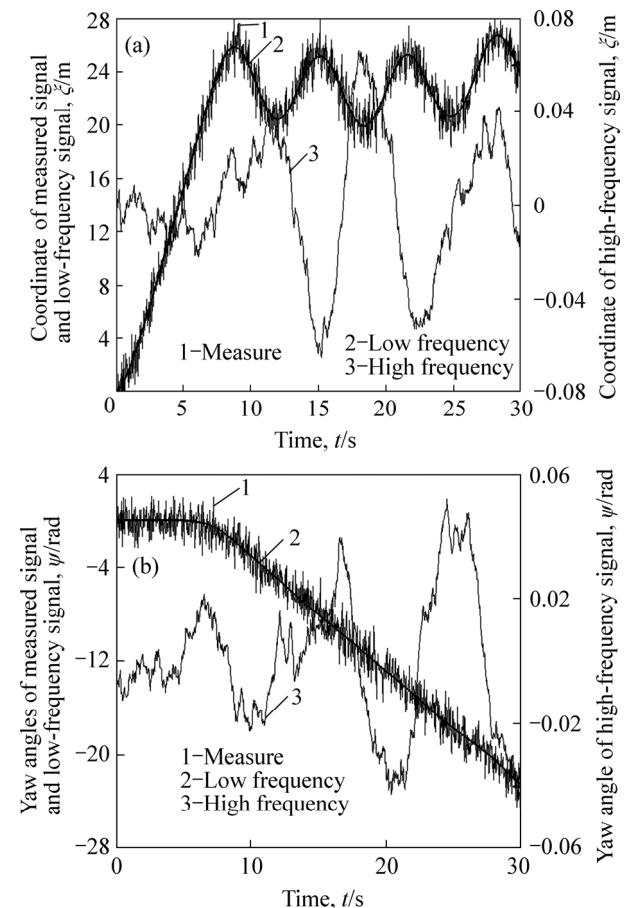 Coordinate of measured signal
and low-frequency signal, ξ/m
28
24
20
16
12
8
4
0
(a)
1
2
3
1−Measure
2−Low frequency
3−High frequency
0.08
0.04
0
−0.04
−0.08
Coordinate of high-frequency signal, ξ/m
5
10
15
20
25
30
Time, t/s
Yaw angles of measured signal
and low-frequency signal, ψ/rad
4
−4
−12
−20
−28
(b)
1
2
3
1−Measure
2−Low frequency
3−High frequency
0.06
0.02
−0.02
−0.06
Yaw angle of high-frequency signal, ψ/rad
0
10
20
30
Time, t/s